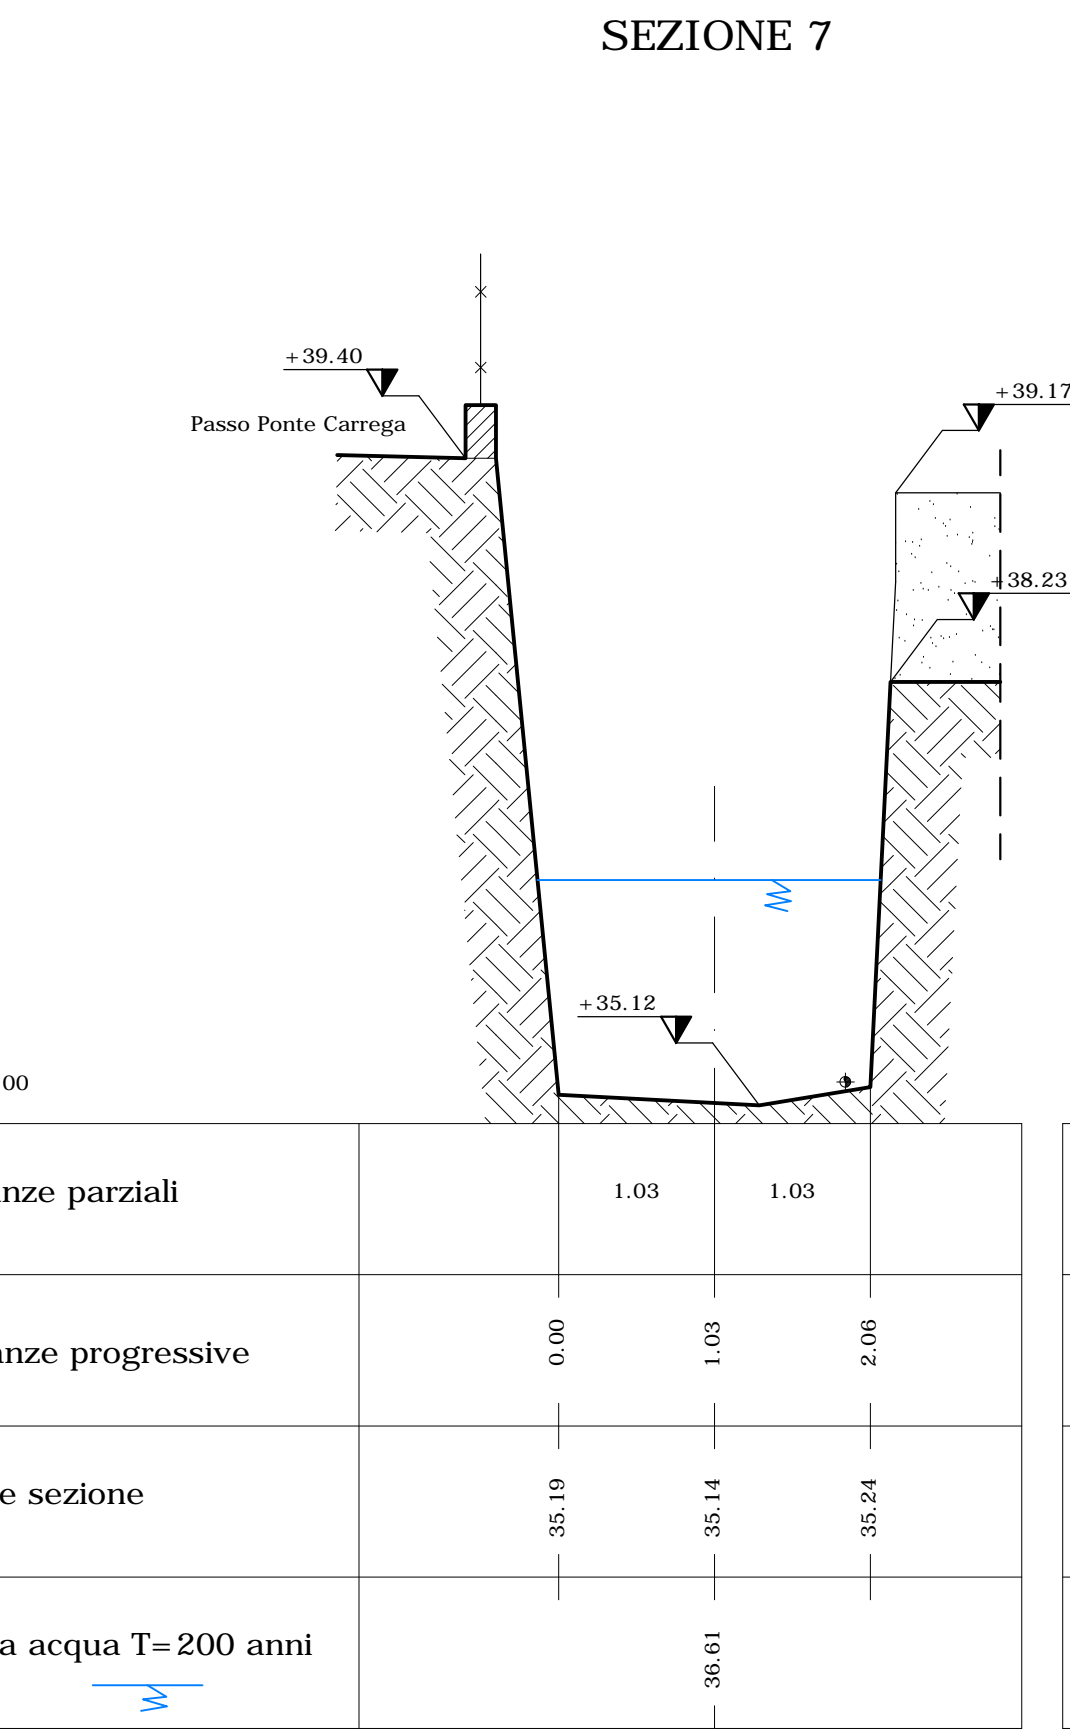 SEZIONE 7
+39.40
+39.17
Passo Ponte Carrega
+38.23
+35.12
00
nze parziali
1.03
1.03
nze progressive
0.00
1.03
2.06
e sezione
35.19
35.14
35.24
a acqua T=200 anni
36.61